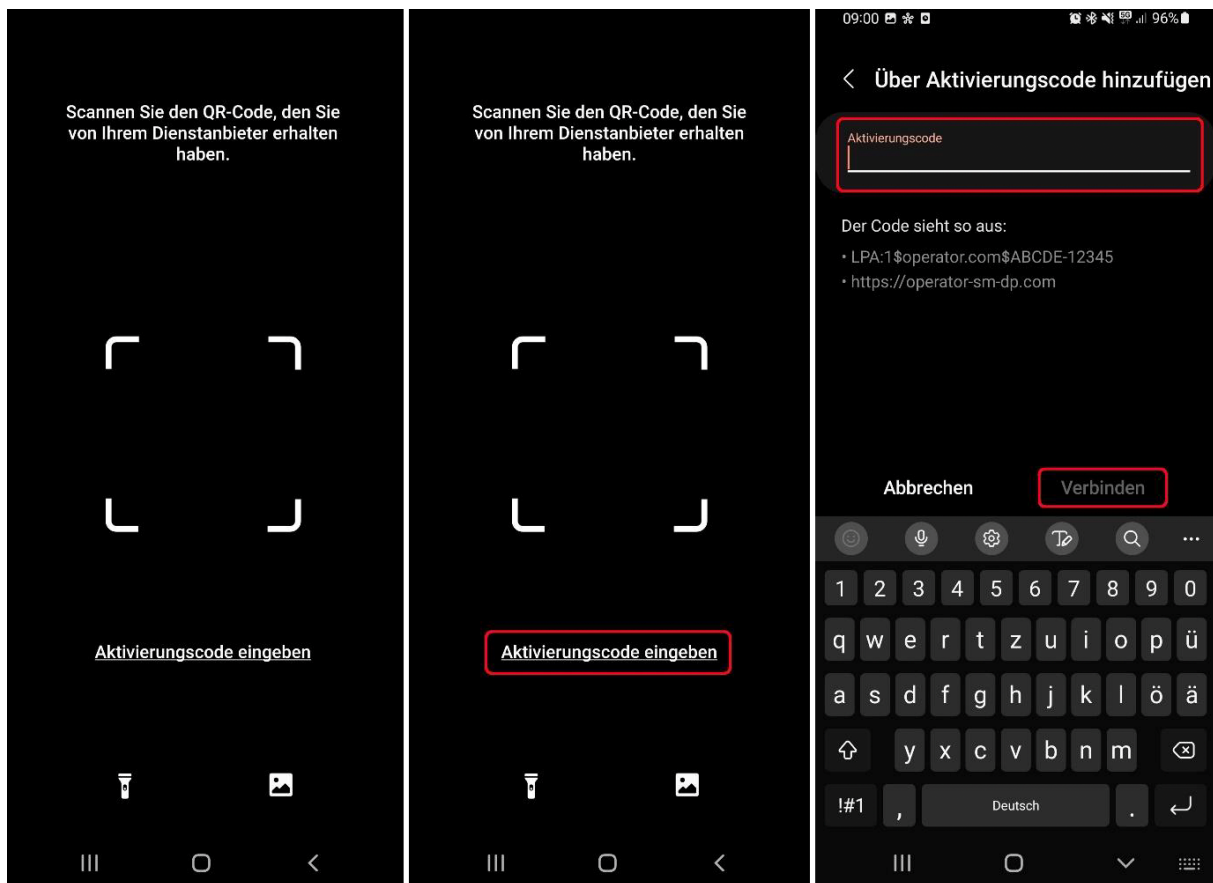 Scannen Sie den QR-Code, den Sie
von Ihrem Dienstanbieter erhalten
haben.
Aktivierungscode eingeben
Scannen Sie den QR-Code, den Sie
von Ihrem Dienstanbieter erhalten
haben.
Aktivierungscode eingeben
09:00
5G
96%
Über Aktivierungscode hinzufügen
Aktivierungscode
Der Code sieht so aus:
• LPA:1$operator.com$ABCDE-12345
• https://operator-sm-dp.com
Abbrechen Verbinden
1 2 3 4 5 6 7 8 9 0
q w e r t z u i o p ü
a s d f g h j k l ö ä
y x c v b n m
!#1 , Deutsch .